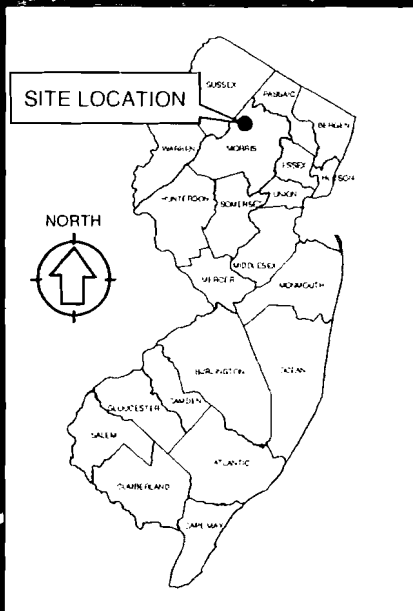 SUSSEX
PASSAIC
SITE LOCATION
BERGEN
WARREN
MORRIS
ESSEX
HUDSON
UNION
HUNTERDON
SOMERSET
NORTH
MIDDLESEX
MERCER
MONMOUTH
BURLINGTON
OCEAN
CAMDEN
GLOUCESTER
SALEM
ATLANTIC
CUMBERLAND
CAPE MAY